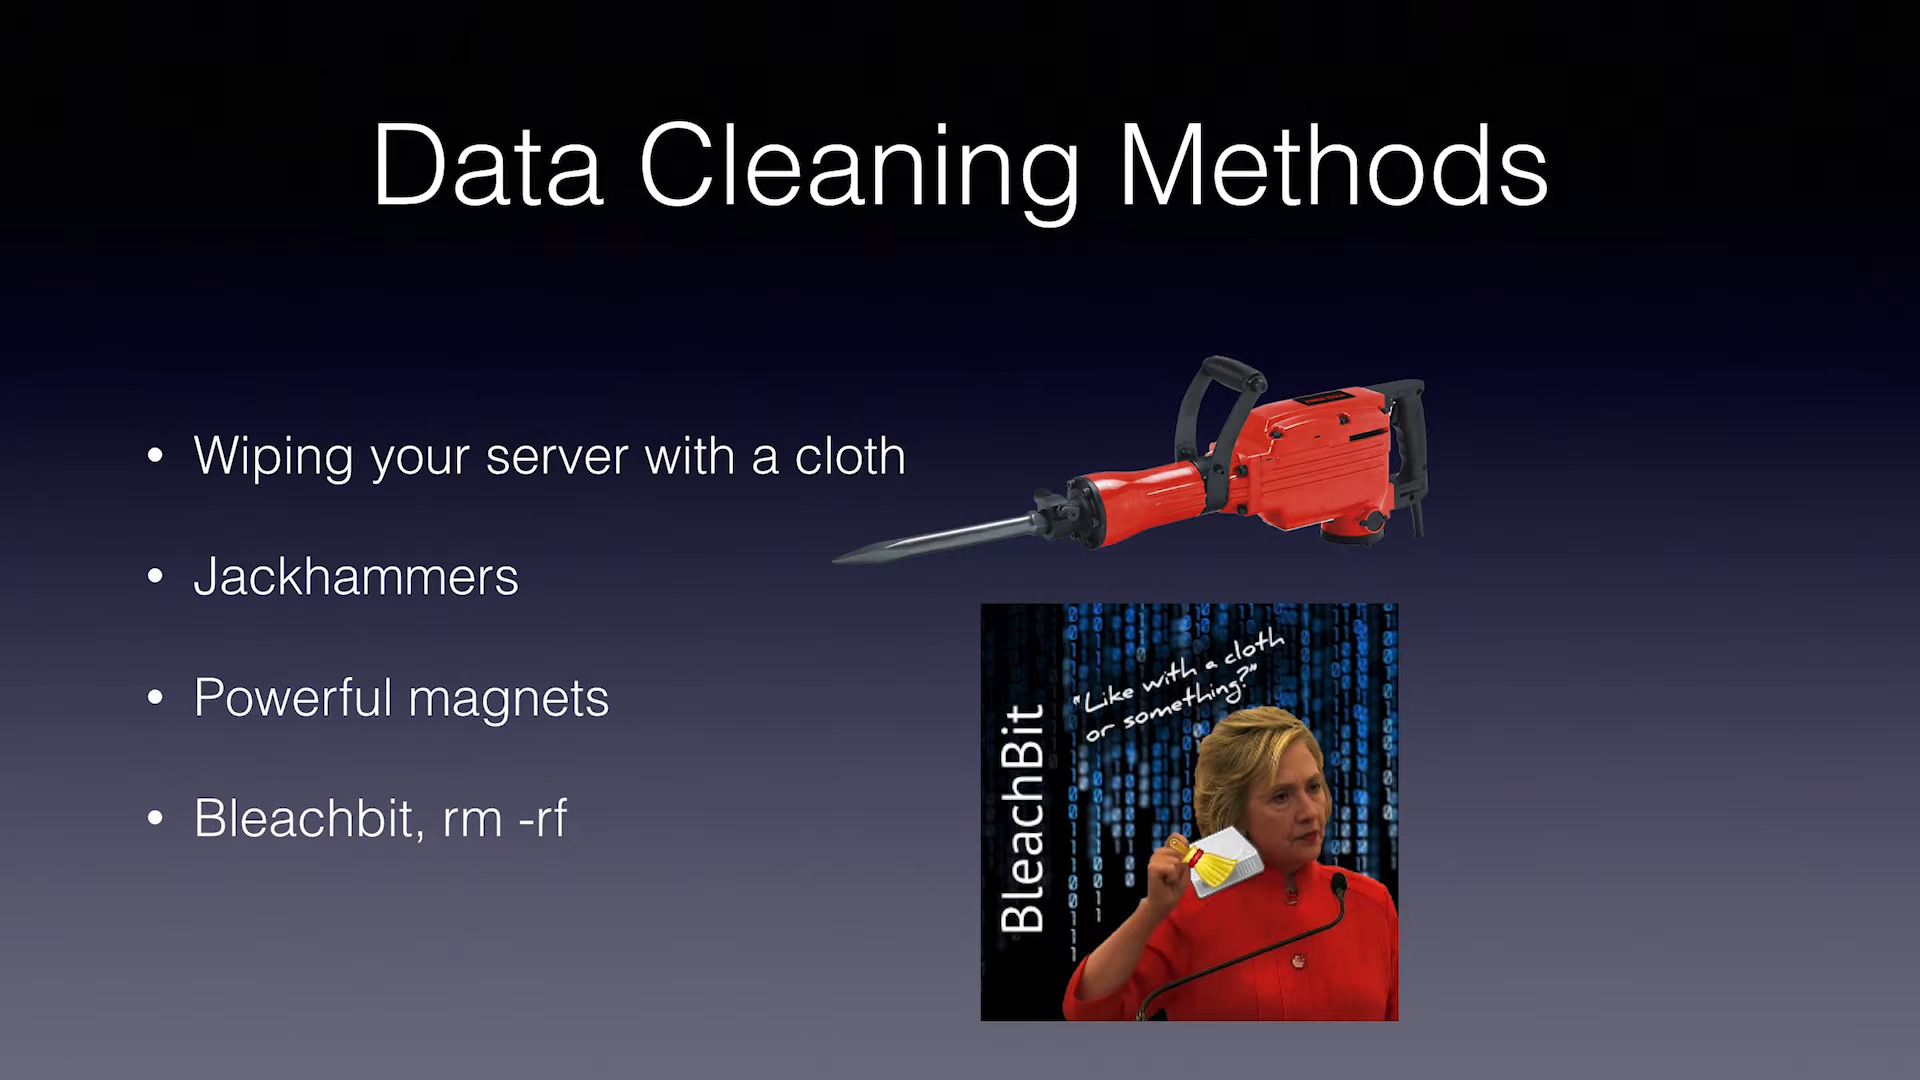 Data Cleaning Methods
• Wiping your server with a cloth
• Jackhammers
• Powerful magnets
• Bleachbit, rm -rf
"Like with a cloth
or something?"
BleachBit